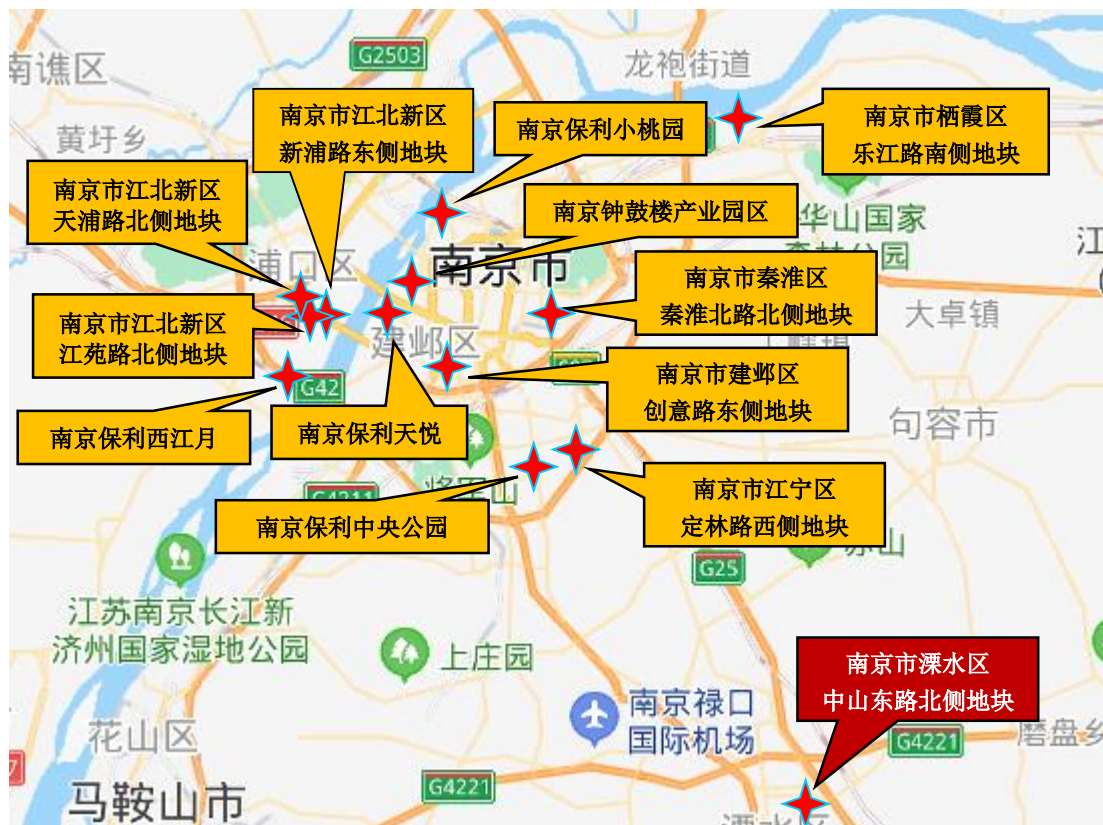 G2503
龙袍街道
南谯区
南京市江北新区
新浦路东侧地块
南京保利小桃园
南京市栖霞区
乐江路南侧地块
黄圩乡
南京市江北新区
天浦路北侧地块
南京钟鼓楼产业园区
华山国家
南京市
浦口区
南京市秦淮区
秦淮北路北侧地块
大卓镇
南京市江北新区
江苑路北侧地块
建邺区
南京市建邺区
创意路东侧地块
G42
句容市
南京保利西江月
南京保利天悦
南京市江宁区
定林路西侧地块
G4211
南京保利中央公园
G25
江苏南京长江新
济州国家湿地公园
上庄园
南京市溧水区
中山东路北侧地块
南京禄口
国际机场
花山区
G4221
磨盘乡
G4221
马鞍山市
溧水区